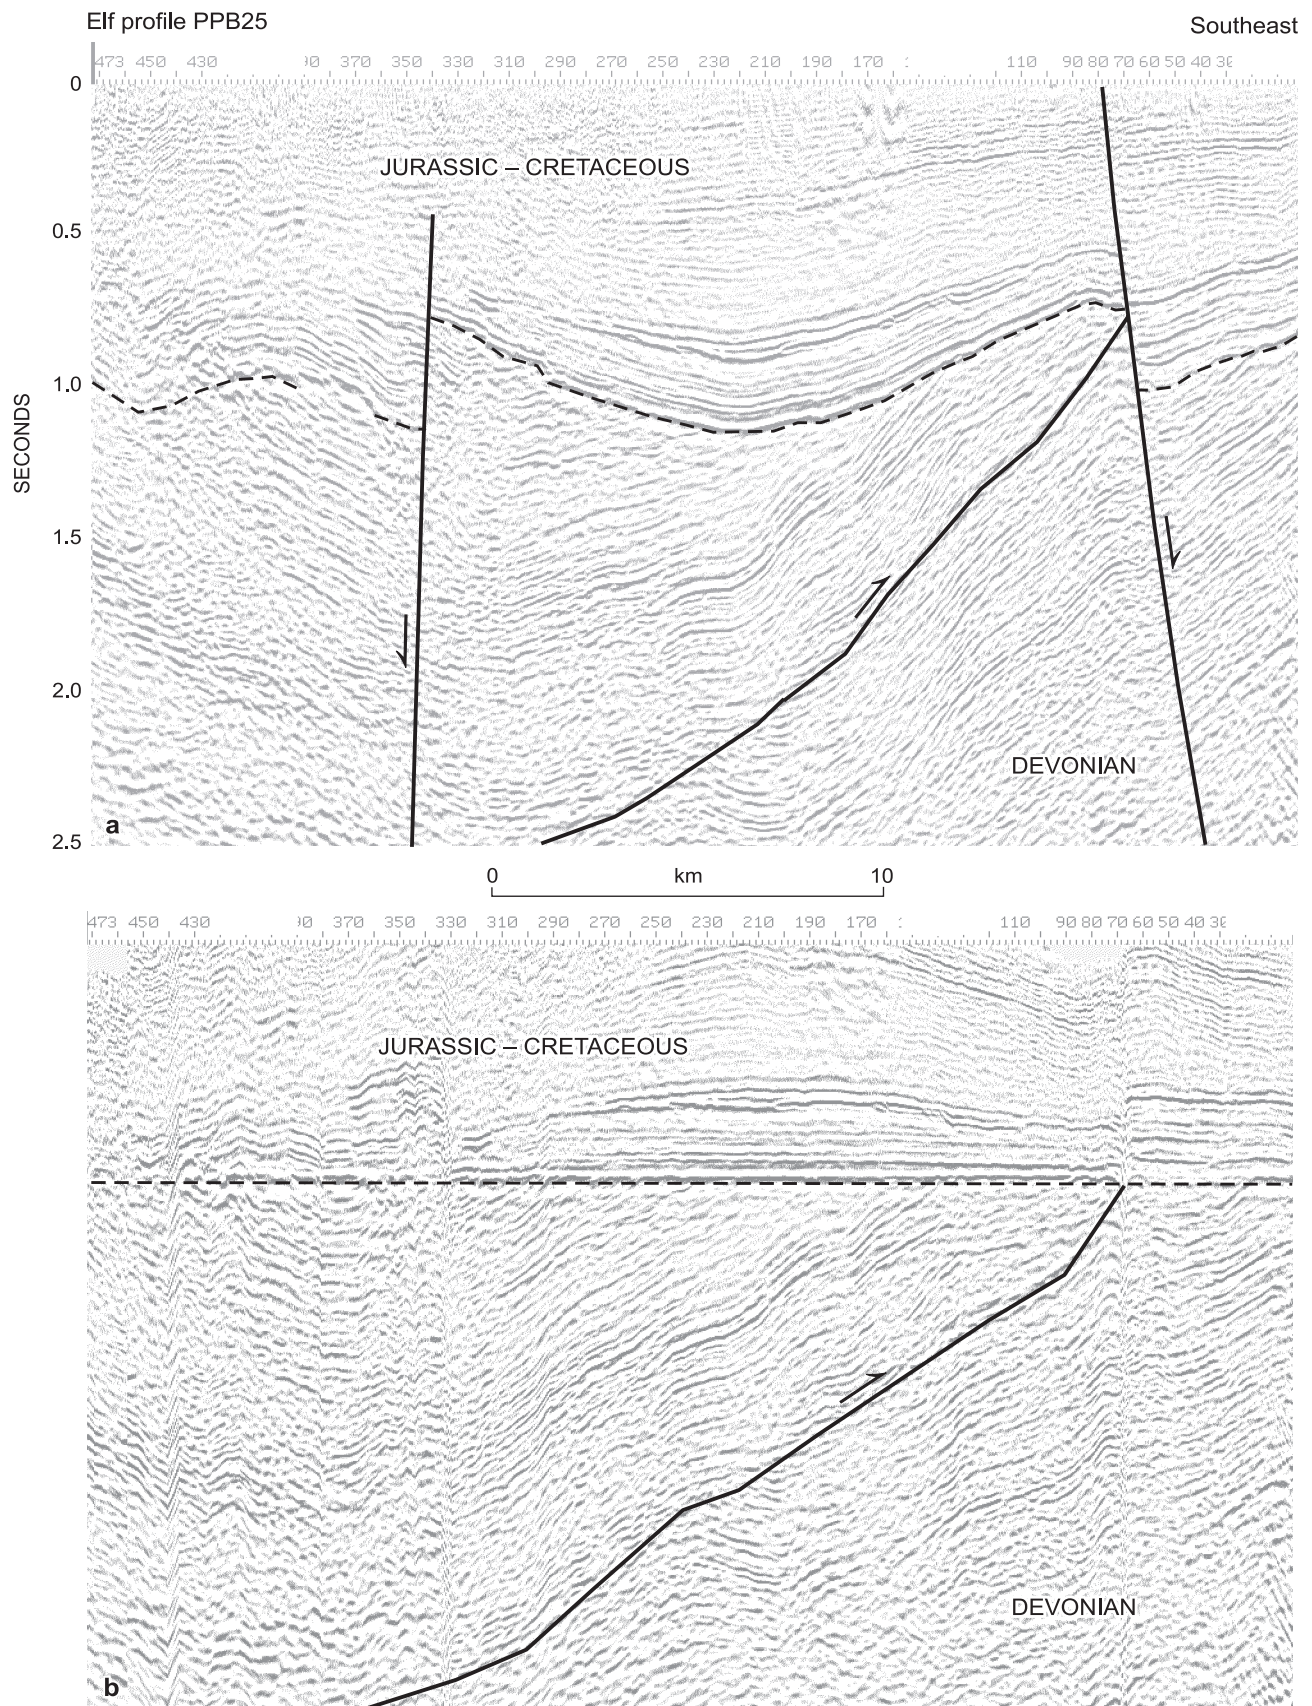 Elf profile PPB25
Southeast
473 450 430 90 370 350 330 310 290 270 250 230 210 190 170 110 90 80 70 60 50 40
0
JURASSIC – CRETACEOUS
0.5
1.0
SECONDS
1.5
2.0
DEVONIAN
a
2.5
0 km 10
473 450 430 90 370 350 330 310 290 270 250 230 210 190 170 110 90 80 70 60 50 40
JURASSIC – CRETACEOUS
DEVONIAN
b